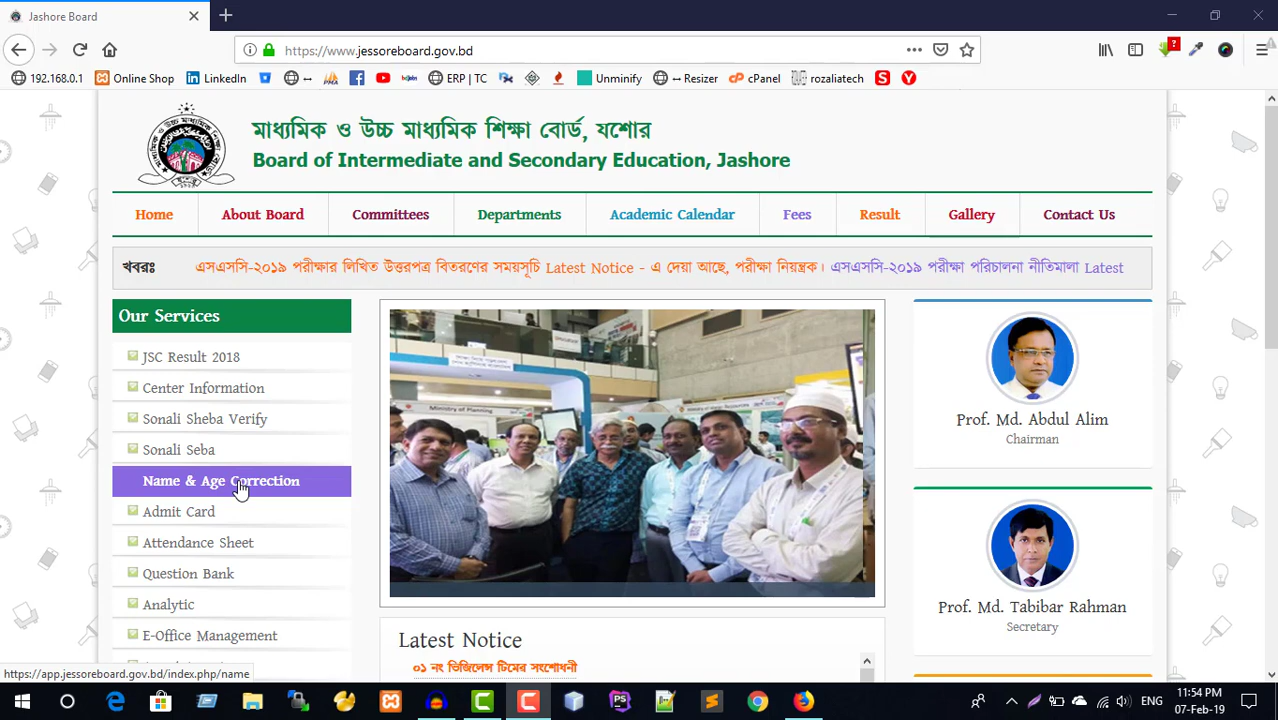 Jashore Board
https://www.jessoreboard.gov.bd
192.168.0.1 Online Shop LinkedIn ERP | TC Unminify Resizer cPanel rozaliatech
মাধ্যমিক ও উচ্চ মাধ্যমিক শিক্ষা বোর্ড, যশোর
Board of Intermediate and Secondary Education, Jashore
Home About Board Committees Departments Academic Calendar Fees Result Gallery Contact Us
খবরঃ এসএসসি-২০১৯ পরীক্ষার লিখিত উত্তরপত্র বিতরণের সময়সূচি Latest Notice - এ দেয়া আছে, পরীক্ষা নিয়ন্ত্রক। এসএসসি-২০১৯ পরীক্ষা পরিচালনা নীতিমালা Latest
Our Services
JSC Result 2018
Center Information
Sonali Sheba Verify
Sonali Seba
Name & Age Correction
Admit Card
Attendance Sheet
Question Bank
Analytic
E-Office Management
Ministry of Planning
Prof. Md. Abdul Alim
Chairman
Prof. Md. Tabibar Rahman
Secretary
Latest Notice
০১ নং ভিজিলেন্স টিমের সংশোধনী
https://app.jessoreboard.gov.bd/index.php/name
ENG
11:54 PM
07-Feb-19